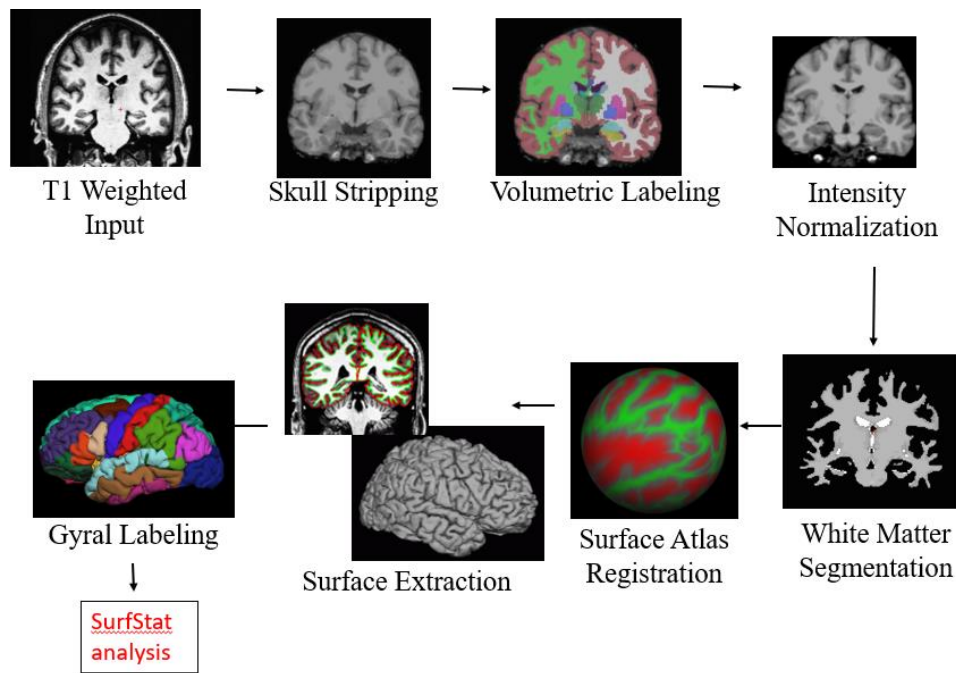 T1 Weighted
Input
Skull Stripping
Volumetric Labeling
Intensity
Normalization
White Matter
Segmentation
Surface Atlas
Registration
Surface Extraction
Gyral Labeling
SurfStat
analysis